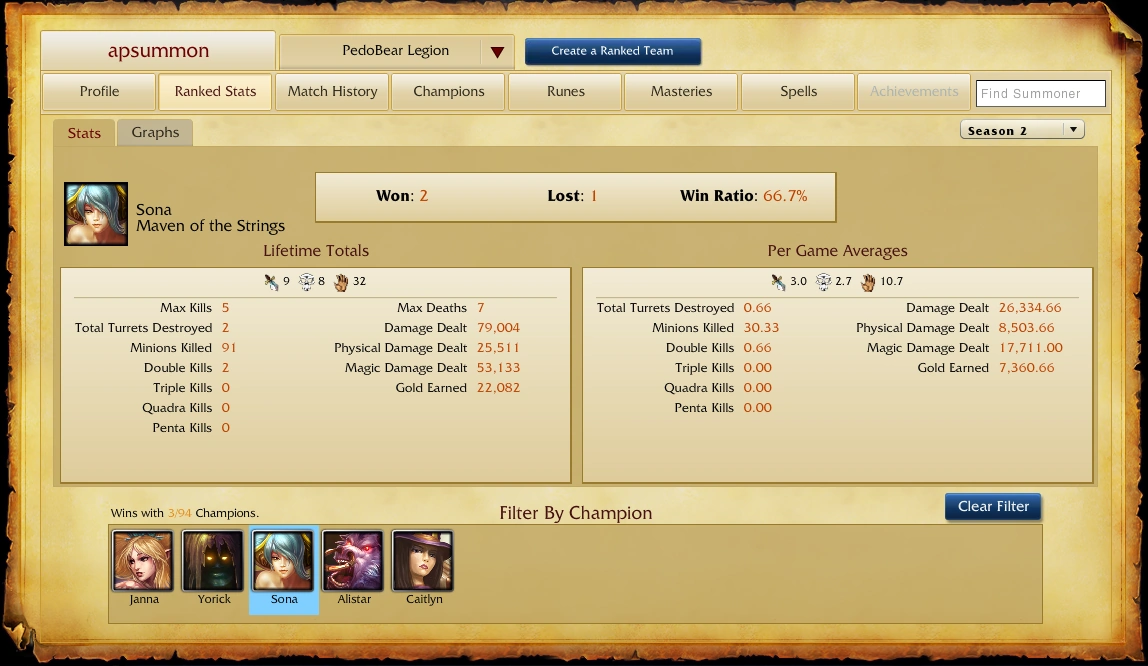 apsummon PedoBear Legion Create a Ranked Team
Profile Ranked Stats Match History Champions Runes Masteries Spells Achievements Find Summoner
Stats Graphs Season 2
Won: 2 Lost: 1 Win Ratio: 66.7%
Sona
Maven of the Strings
Lifetime Totals
9 8 32
Max Kills 5 Max Deaths 7
Total Turrets Destroyed 2 Damage Dealt 79,004
Minions Killed 91 Physical Damage Dealt 25,511
Double Kills 2 Magic Damage Dealt 53,133
Triple Kills 0 Gold Earned 22,082
Quadra Kills 0
Penta Kills 0
Per Game Averages
3.0 2.7 10.7
Total Turrets Destroyed 0.66 Damage Dealt 26,334.66
Minions Killed 30.33 Physical Damage Dealt 8,503.66
Double Kills 0.66 Magic Damage Dealt 17,711.00
Triple Kills 0.00 Gold Earned 7,360.66
Quadra Kills 0.00
Penta Kills 0.00
Wins with 3/94 Champions. Filter By Champion Clear Filter
Janna Yorick Sona Alistar Caitlyn